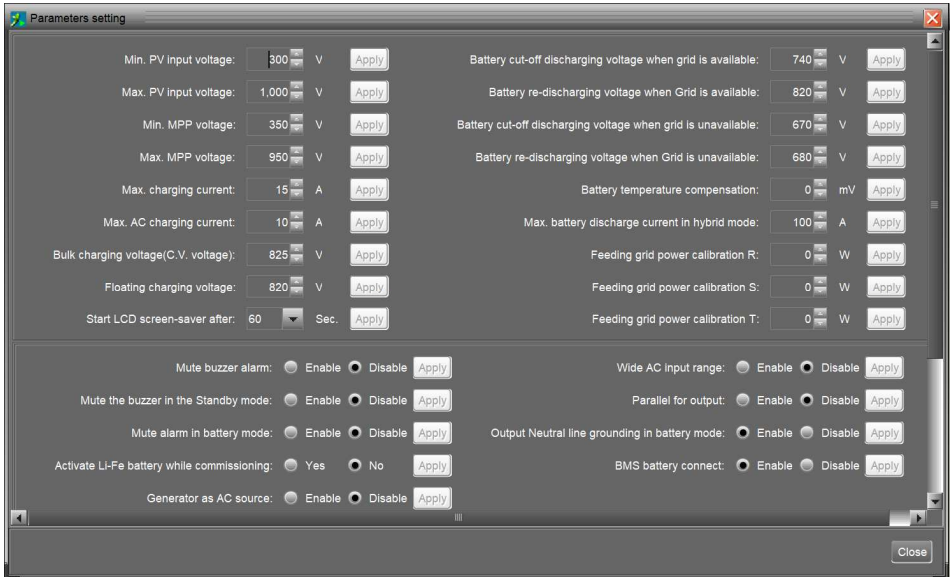 Parameters setting
Min. PV input voltage: 300 V Apply
Battery cut-off discharging voltage when grid is available: 740 V Apply
Max. PV input voltage: 1,000 V Apply
Battery re-discharging voltage when Grid is available: 820 V Apply
Min. MPP voltage: 350 V Apply
Battery cut-off discharging voltage when grid is unavailable: 670 V Apply
Max. MPP voltage: 950 V Apply
Battery re-discharging voltage when Grid is unavailable: 680 V Apply
Max. charging current: 15 A Apply
Battery temperature compensation: 0 mV Apply
Max. AC charging current: 10 A Apply
Max. battery discharge current in hybrid mode: 100 A Apply
Bulk charging voltage(C.V. voltage): 825 V Apply
Feeding grid power calibration R: 0 W Apply
Floating charging voltage: 820 V Apply
Feeding grid power calibration S: 0 W Apply
Start LCD screen-saver after: 60 Sec. Apply
Feeding grid power calibration T: 0 W Apply
Mute buzzer alarm: Enable Disable Apply
Wide AC input range: Enable Disable Apply
Mute the buzzer in the Standby mode: Enable Disable Apply
Parallel for output: Enable Disable Apply
Mute alarm in battery mode: Enable Disable Apply
Output Neutral line grounding in battery mode: Enable Disable Apply
Activate Li-Fe battery while commissioning: Yes No Apply
BMS battery connect: Enable Disable Apply
Generator as AC source: Enable Disable Apply
Close